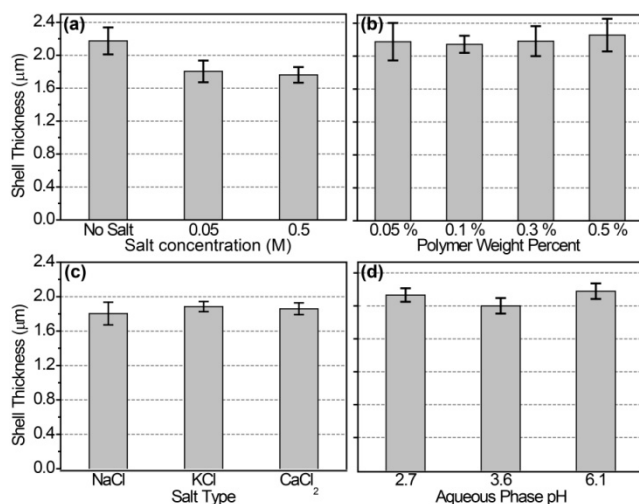 (a)
Shell Thickness (μm)
2.4
2.0
1.6
1.2
0.8
0.4
0.0
No Salt 0.05 0.5
Salt concentration (M)
(b)
0.05 % 0.1 % 0.3 % 0.5 %
Polymer Weight Percent
(c)
Shell Thickness (μm)
2.4
2.0
1.6
1.2
0.8
0.4
0.0
NaCl KCl CaCl2
Salt Type
(d)
2.7 3.6 6.1
Aqueous Phase pH